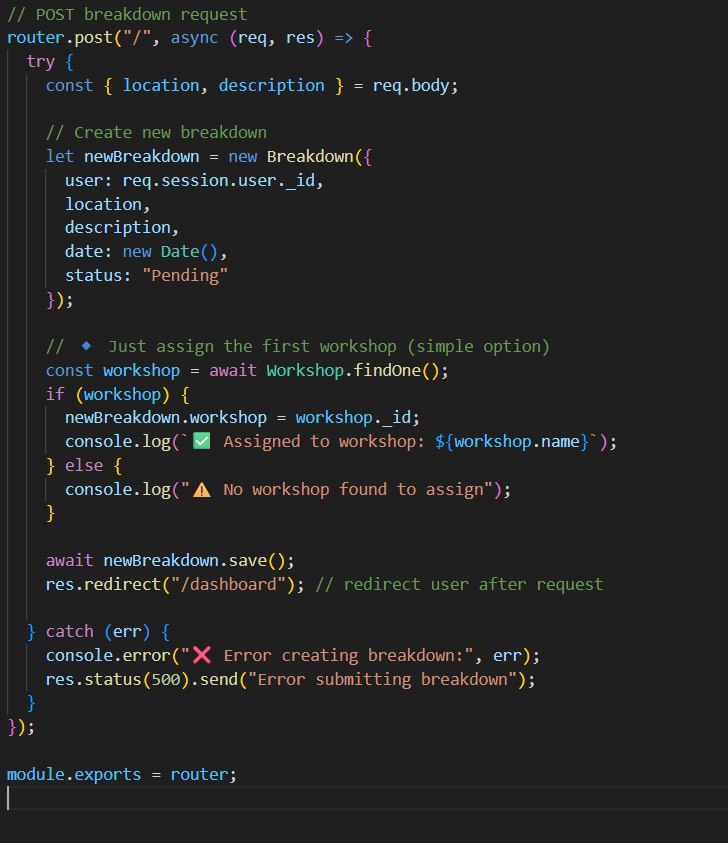 // POST breakdown request
router.post("/", async (req, res) => {
  try {
    const { location, description } = req.body;

    // Create new breakdown
    let newBreakdown = new Breakdown({
      user: req.session.user._id,
      location,
      description,
      date: new Date(),
      status: "Pending"
    });

    // 🔹 Just assign the first workshop (simple option)
    const workshop = await Workshop.findOne();
    if (workshop) {
      newBreakdown.workshop = workshop._id;
      console.log(`✅ Assigned to workshop: ${workshop.name}`);
    } else {
      console.log("⚠️ No workshop found to assign");
    }

    await newBreakdown.save();
    res.redirect("/dashboard"); // redirect user after request

  } catch (err) {
    console.error("❌ Error creating breakdown:", err);
    res.status(500).send("Error submitting breakdown");
  }
});

module.exports = router;